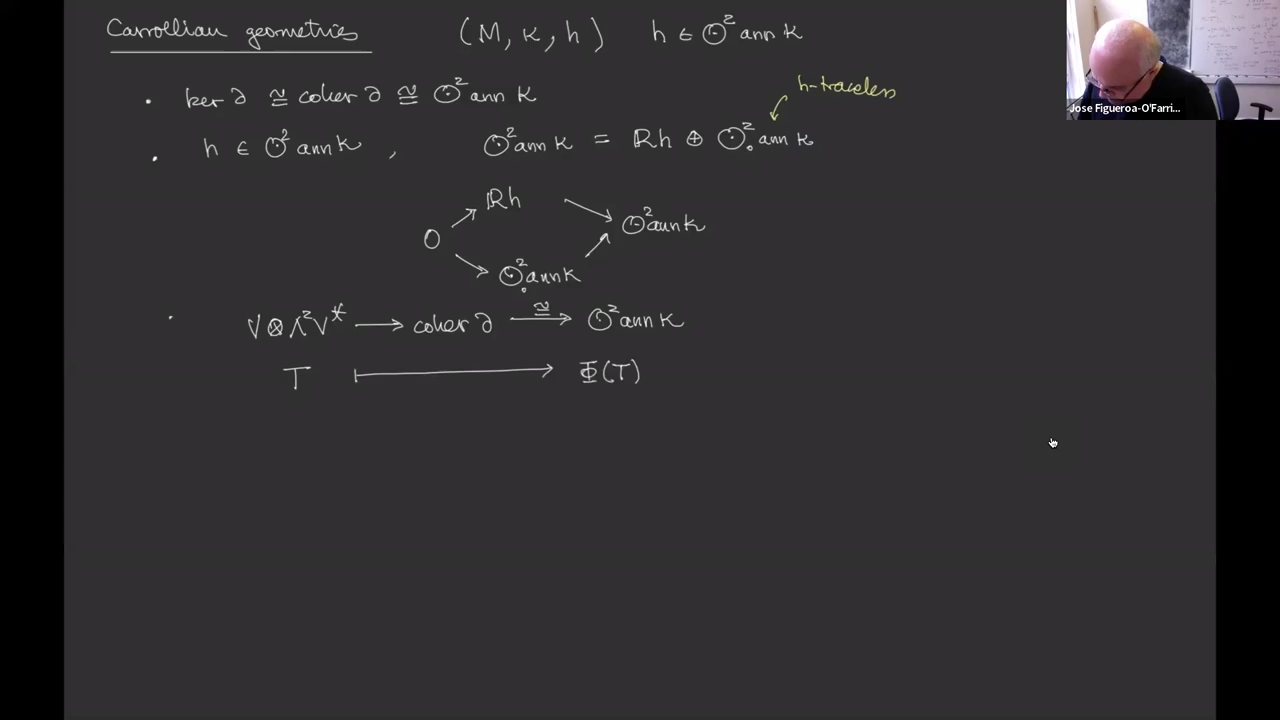 Carrollian geometries (M, κ, h) h ∈ ⊙² ann κ
• ker ∂ ≅ coker ∂ ≅ ⊙² ann κ
h-traceless
• h ∈ ⊙² ann κ , ⊙² ann κ = ℝh ⊕ ⊙²₀ ann κ
ℝh
0 ⊙² ann κ
⊙²₀ ann κ
• V ⊗ Λ²V* → coker ∂ ≅→ ⊙² ann κ
T ↦ Φ(T)
Jose Figueroa-O'Farri...